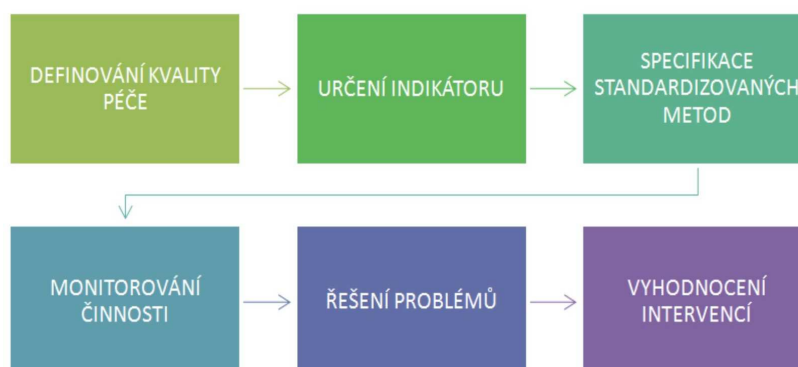 DEFINOVÁNÍ KVALITY
PÉČE
URČENÍ INDIKÁTORU
SPECIFIKACE
STANDARDIZOVANÝCH
METOD
MONITOROVÁNÍ
ČINNOSTI
ŘEŠENÍ PROBLÉMŮ
VYHODNOCENÍ
INTERVENCÍ